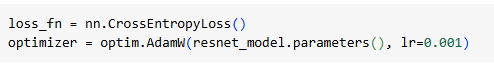 loss_fn = nn.CrossEntropyLoss()
optimizer = optim.AdamW(resnet_model.parameters(), lr=0.001)